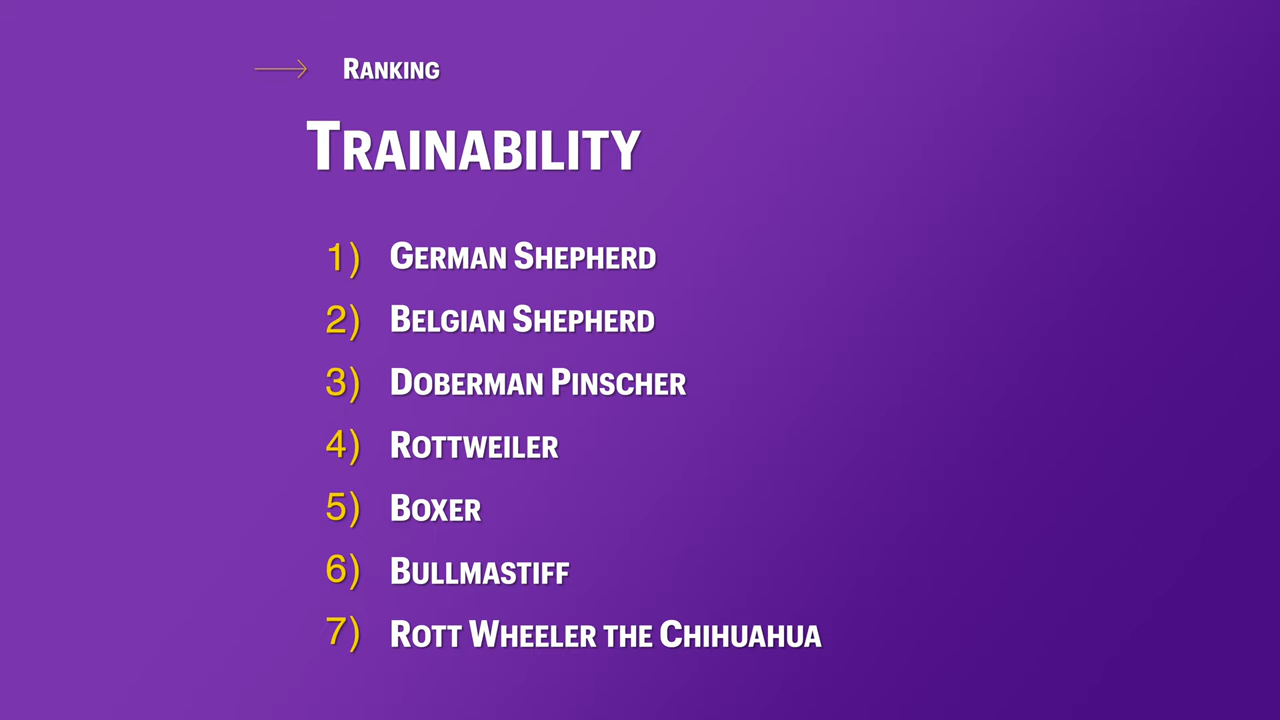 Ranking
Trainability
1) German Shepherd
2) Belgian Shepherd
3) Doberman Pinscher
4) Rottweiler
5) Boxer
6) Bullmastiff
7) Rott Wheeler the Chihuahua